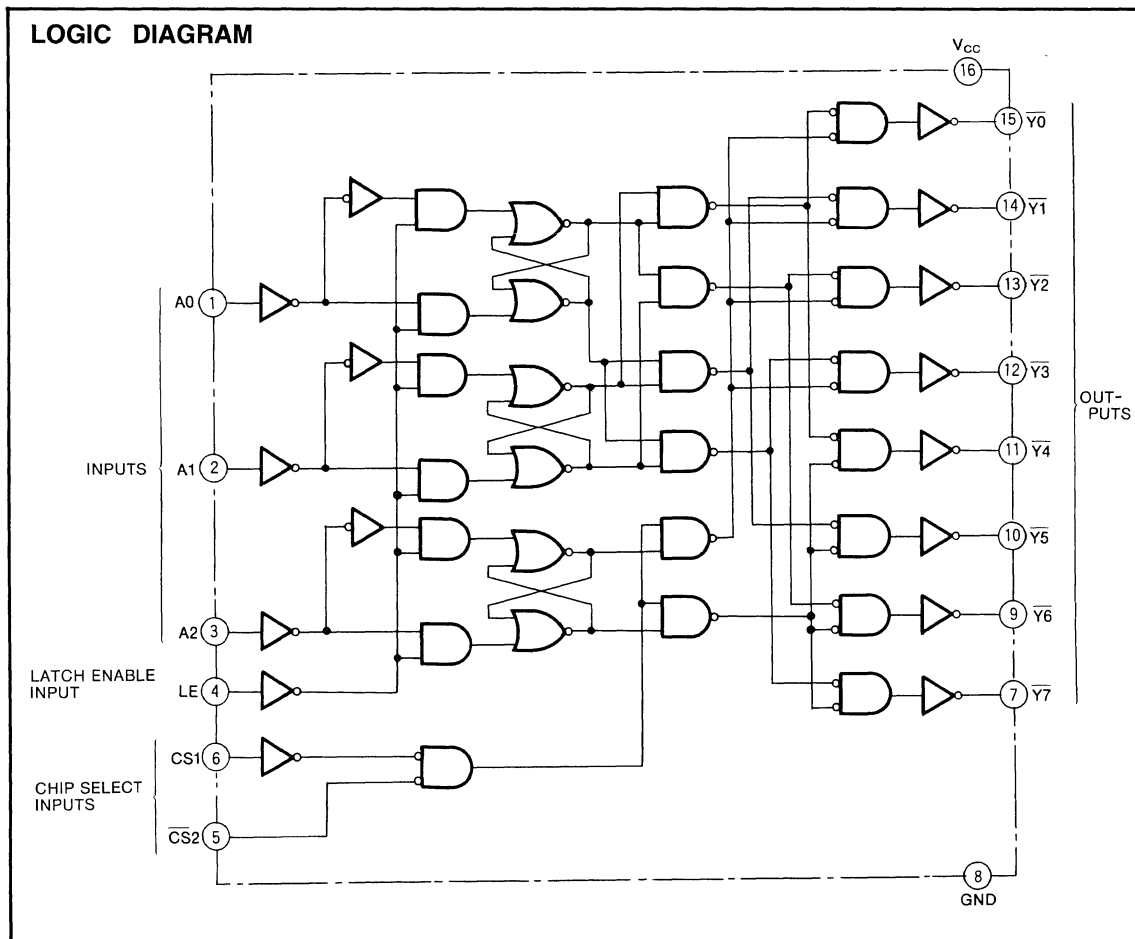 LOGIC DIAGRAM
VCC
16
15 Y0
14 Y1
13 Y2
A0 1
12 Y3
OUT-
PUTS
11 Y4
INPUTS
A1 2
10 Y5
9 Y6
A2 3
LATCH ENABLE
INPUT
LE 4
7 Y7
CS1 6
CHIP SELECT
INPUTS
CS2 5
8
GND